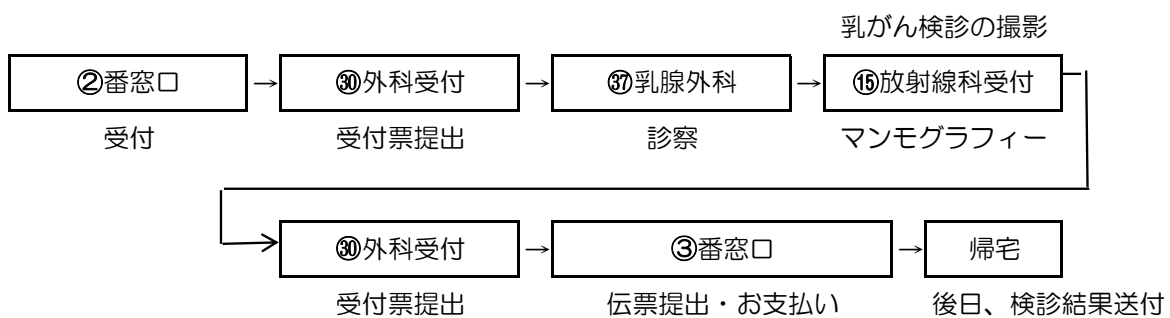 乳がん検診の撮影
②番窓口 → ㉚外科受付 → ㊲乳腺外科 → ⑮放射線科受付
受付 受付票提出 診察 マンモグラフィー
㉚外科受付 → ③番窓口 → 帰宅
受付票提出 伝票提出・お支払い 後日、検診結果送付